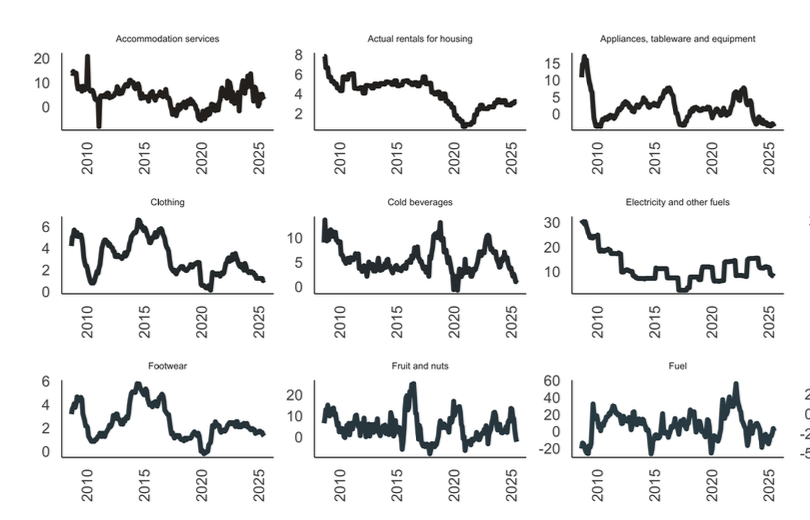 Accommodation services
20
10
0
2010 2015 2020 2025
Actual rentals for housing
8
6
4
2
2010 2015 2020 2025
Appliances, tableware and equipment
15
10
5
0
2010 2015 2020 2025
Clothing
6
4
2
0
2010 2015 2020 2025
Cold beverages
10
5
0
2010 2015 2020 2025
Electricity and other fuels
30
20
10
2010 2015 2020 2025
Footwear
6
4
2
0
2010 2015 2020 2025
Fruit and nuts
20
10
0
2010 2015 2020 2025
Fuel
60
40
20
0
-20
2010 2015 2020 2025